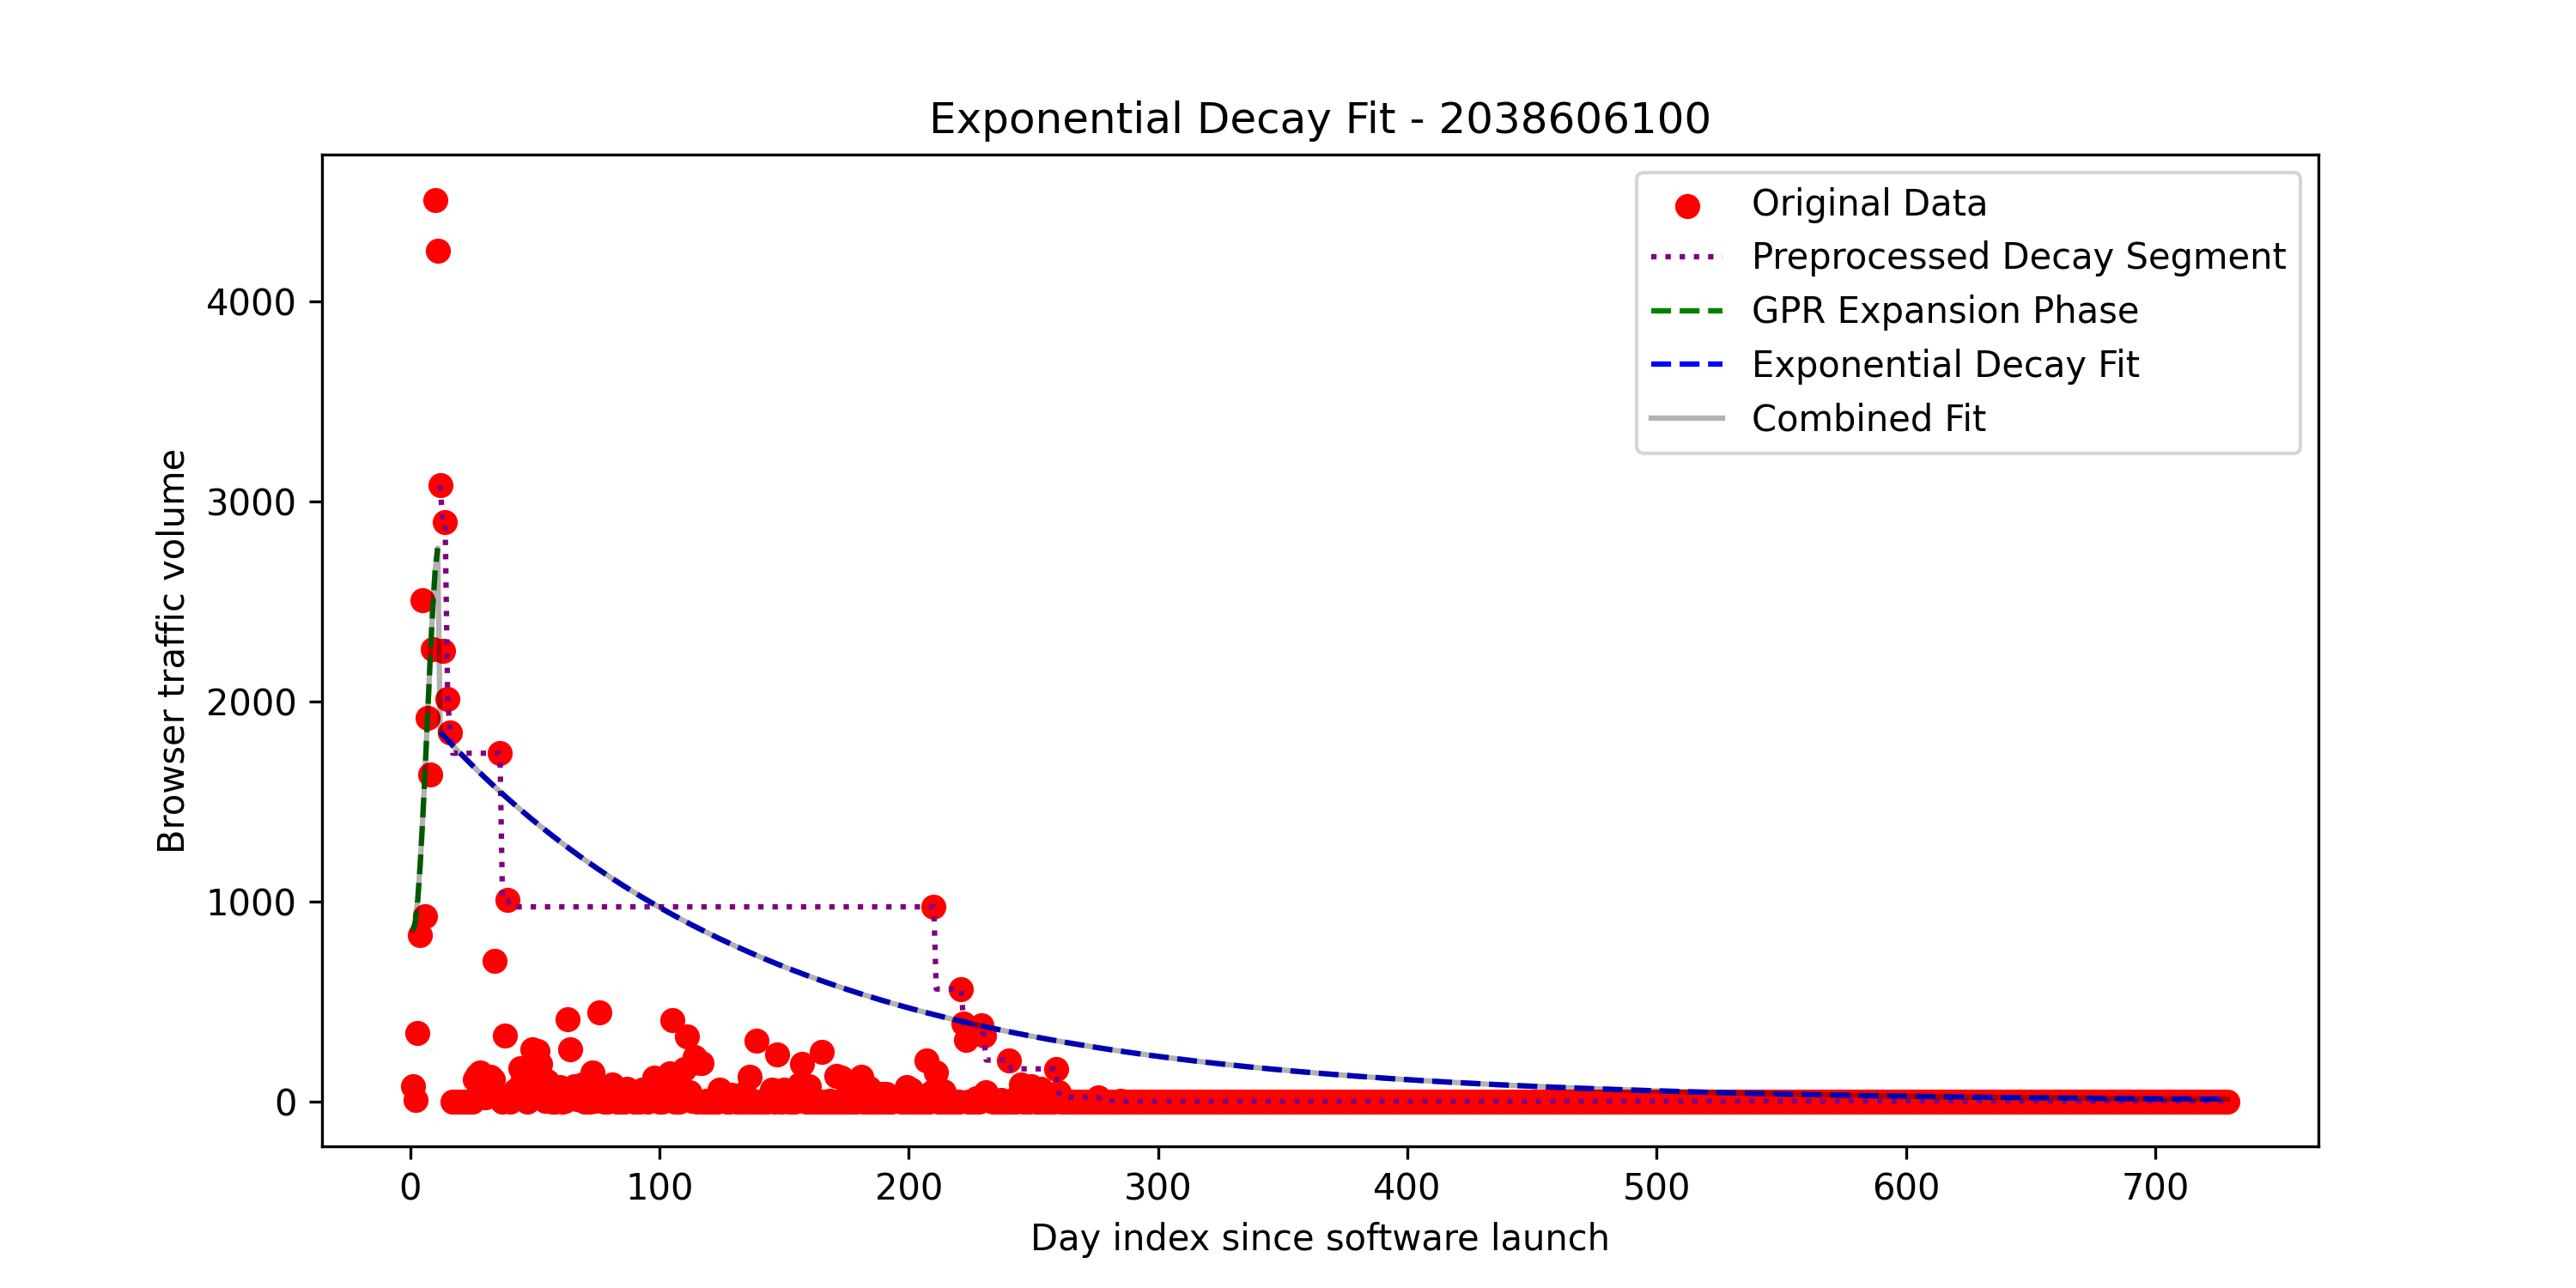 Exponential Decay Fit - 2038606100
Original Data
Preprocessed Decay Segment
GPR Expansion Phase
Exponential Decay Fit
Combined Fit
Browser traffic volume
4000
3000
2000
1000
0
0 100 200 300 400 500 600 700
Day index since software launch